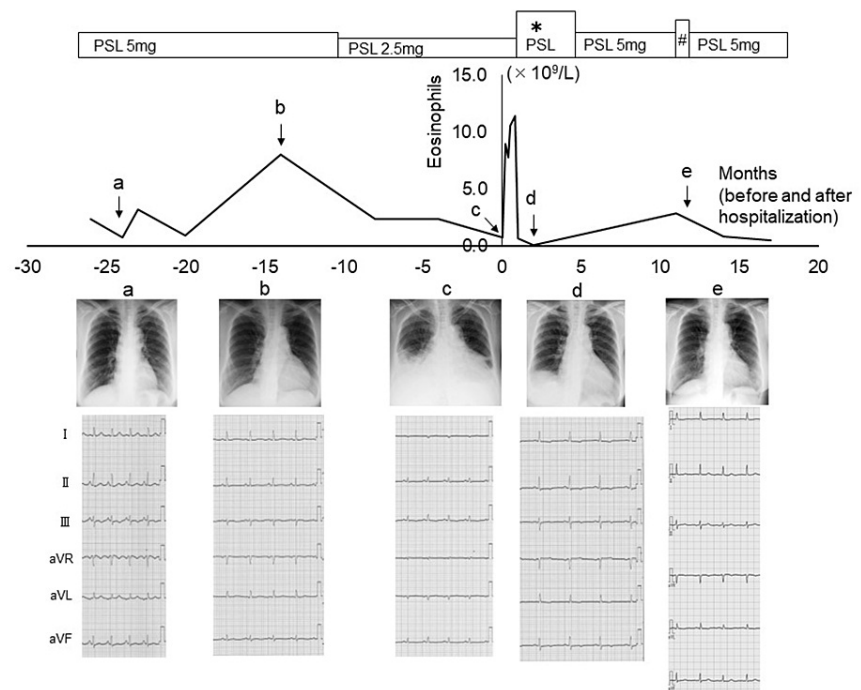 PSL 5mg
PSL 2.5mg
*
PSL
PSL 5mg
#
PSL 5mg
15.0
(×10⁹/L)
Eosinophils
10.0
5.0
0.0
a
b
c
d
e
Months
(before and after
hospitalization)
-30 -25 -20 -15 -10 -5 0 5 10 15 20
a b c d e
I
II
III
aVR
aVL
aVF